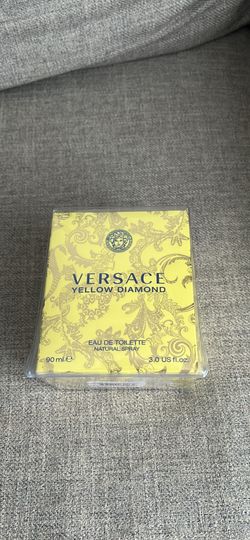 VERSACE
YELLOW DIAMOND
EAU DE TOILETTE
NATURAL SPRAY
90 ml ℮ 3.0 US fl.oz.